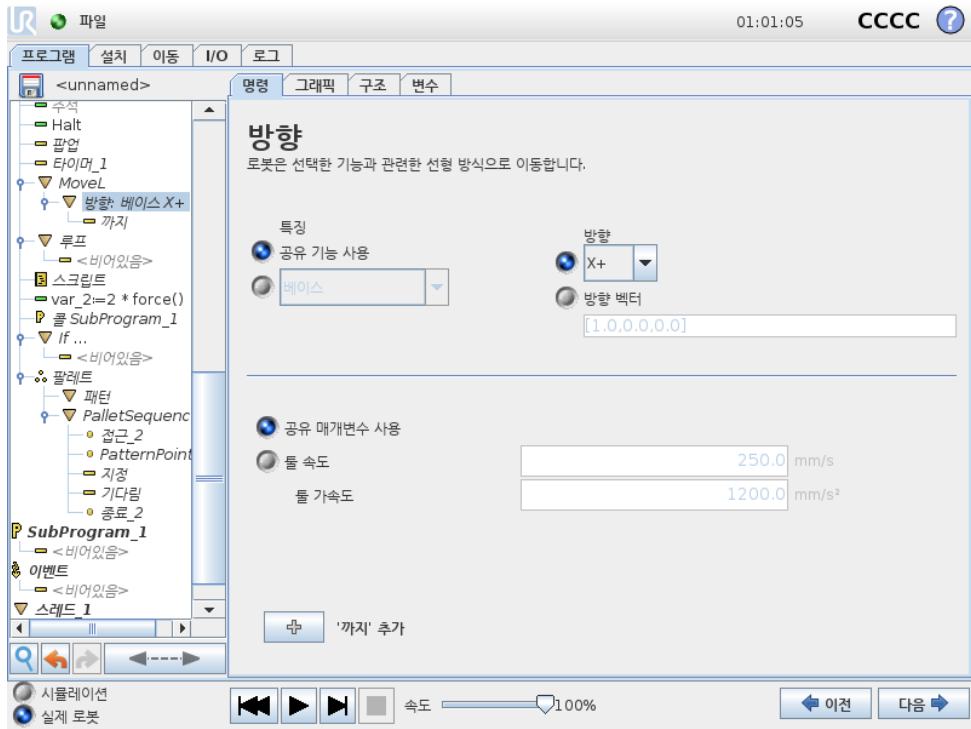 UR 파일 01:01:05 CCCC ?
프로그램 설치 이동 I/O 로그
<unnamed>
명령 그래픽 구조 변수
주석
Halt
팝업
타이머_1
MoveL
방향: 베이스 X+
까지
루프
<비어있음>
스크립트
var_2≔2 * force()
콜 SubProgram_1
If ...
<비어있음>
팔레트
패턴
PalletSequenc
접근_2
PatternPoint
지정
기다림
종료_2
SubProgram_1
<비어있음>
이벤트
<비어있음>
스레드_1
방향
로봇은 선택한 기능과 관련한 선형 방식으로 이동합니다.
특징
공유 기능 사용
베이스
방향
X+
방향 벡터
[1.0,0.0,0.0]
공유 매개변수 사용
툴 속도 250.0 mm/s
툴 가속도 1200.0 mm/s²
'까지' 추가
시뮬레이션
실제 로봇
속도 100%
이전 다음